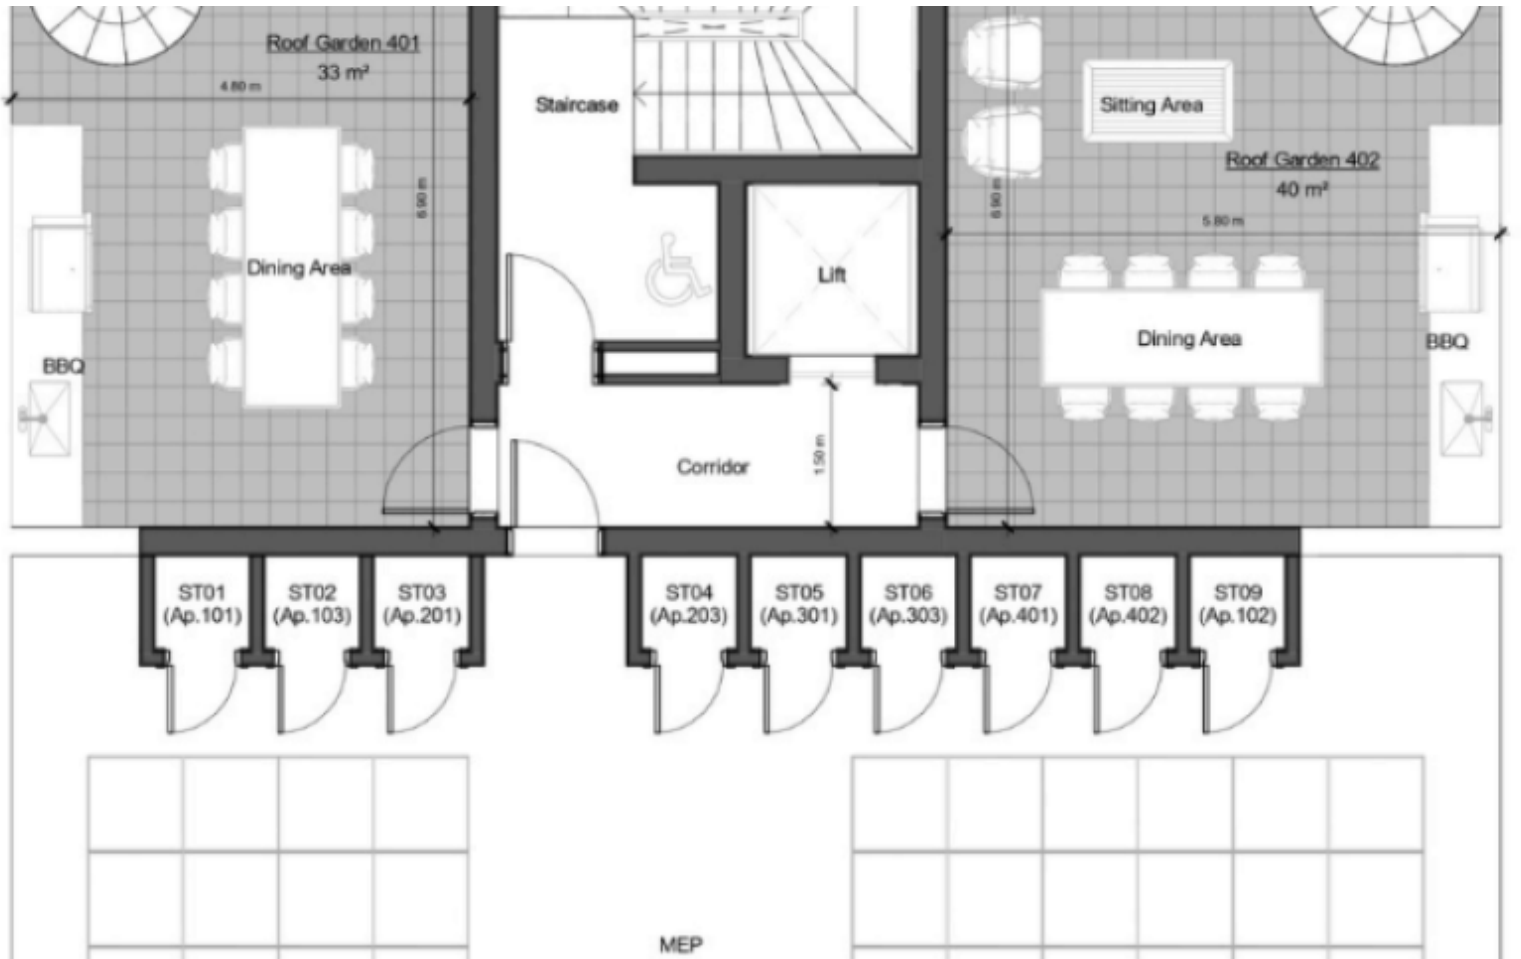 Roof Garden 401
33 m²
4.80 m
6.90 m
Dining Area
BBQ
Staircase
Lift
Corridor
1.50 m
Sitting Area
Roof Garden 402
40 m²
6.90 m
5.80 m
Dining Area
BBQ
ST01
(Ap.101)
ST02
(Ap.103)
ST03
(Ap.201)
ST04
(Ap.203)
ST05
(Ap.301)
ST06
(Ap.303)
ST07
(Ap.401)
ST08
(Ap.402)
ST09
(Ap.102)
MEP